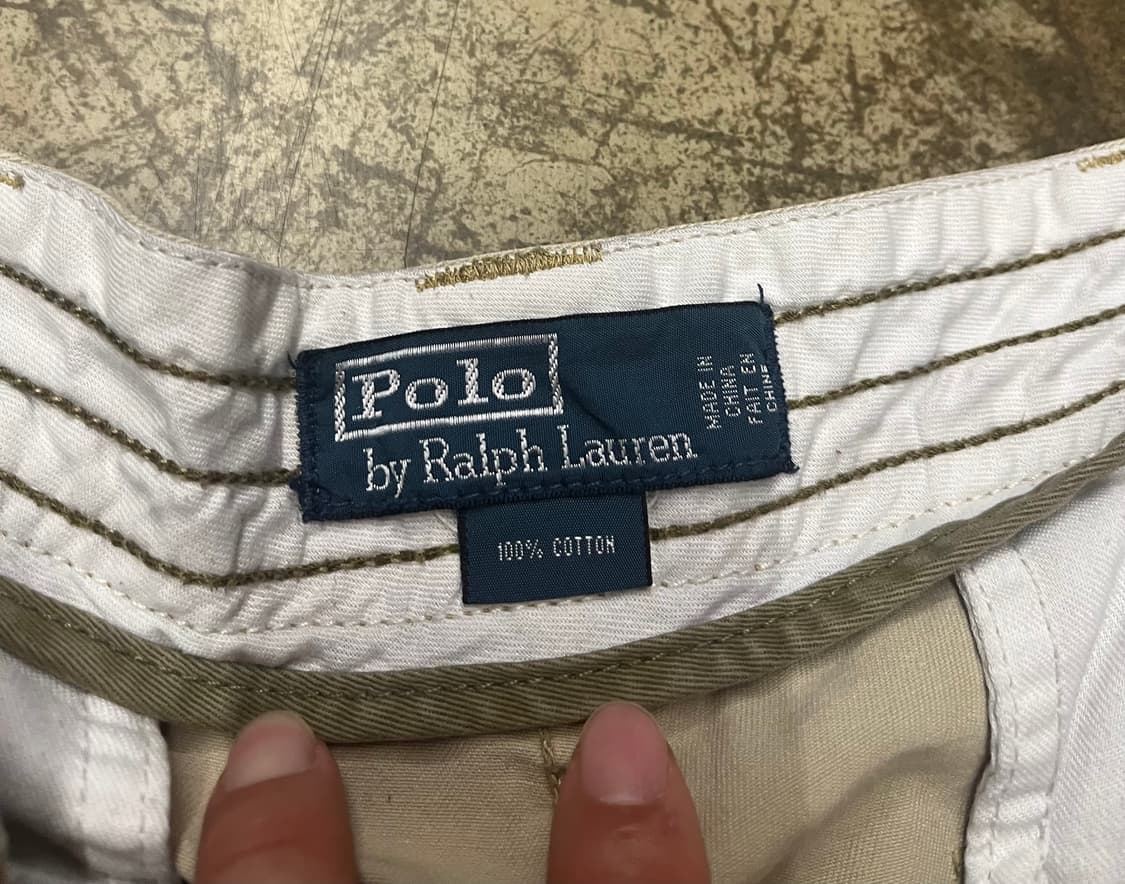 Polo
by Ralph Lauren
MADE IN
CHINA
FAIT EN
CHINE
100% COTTON